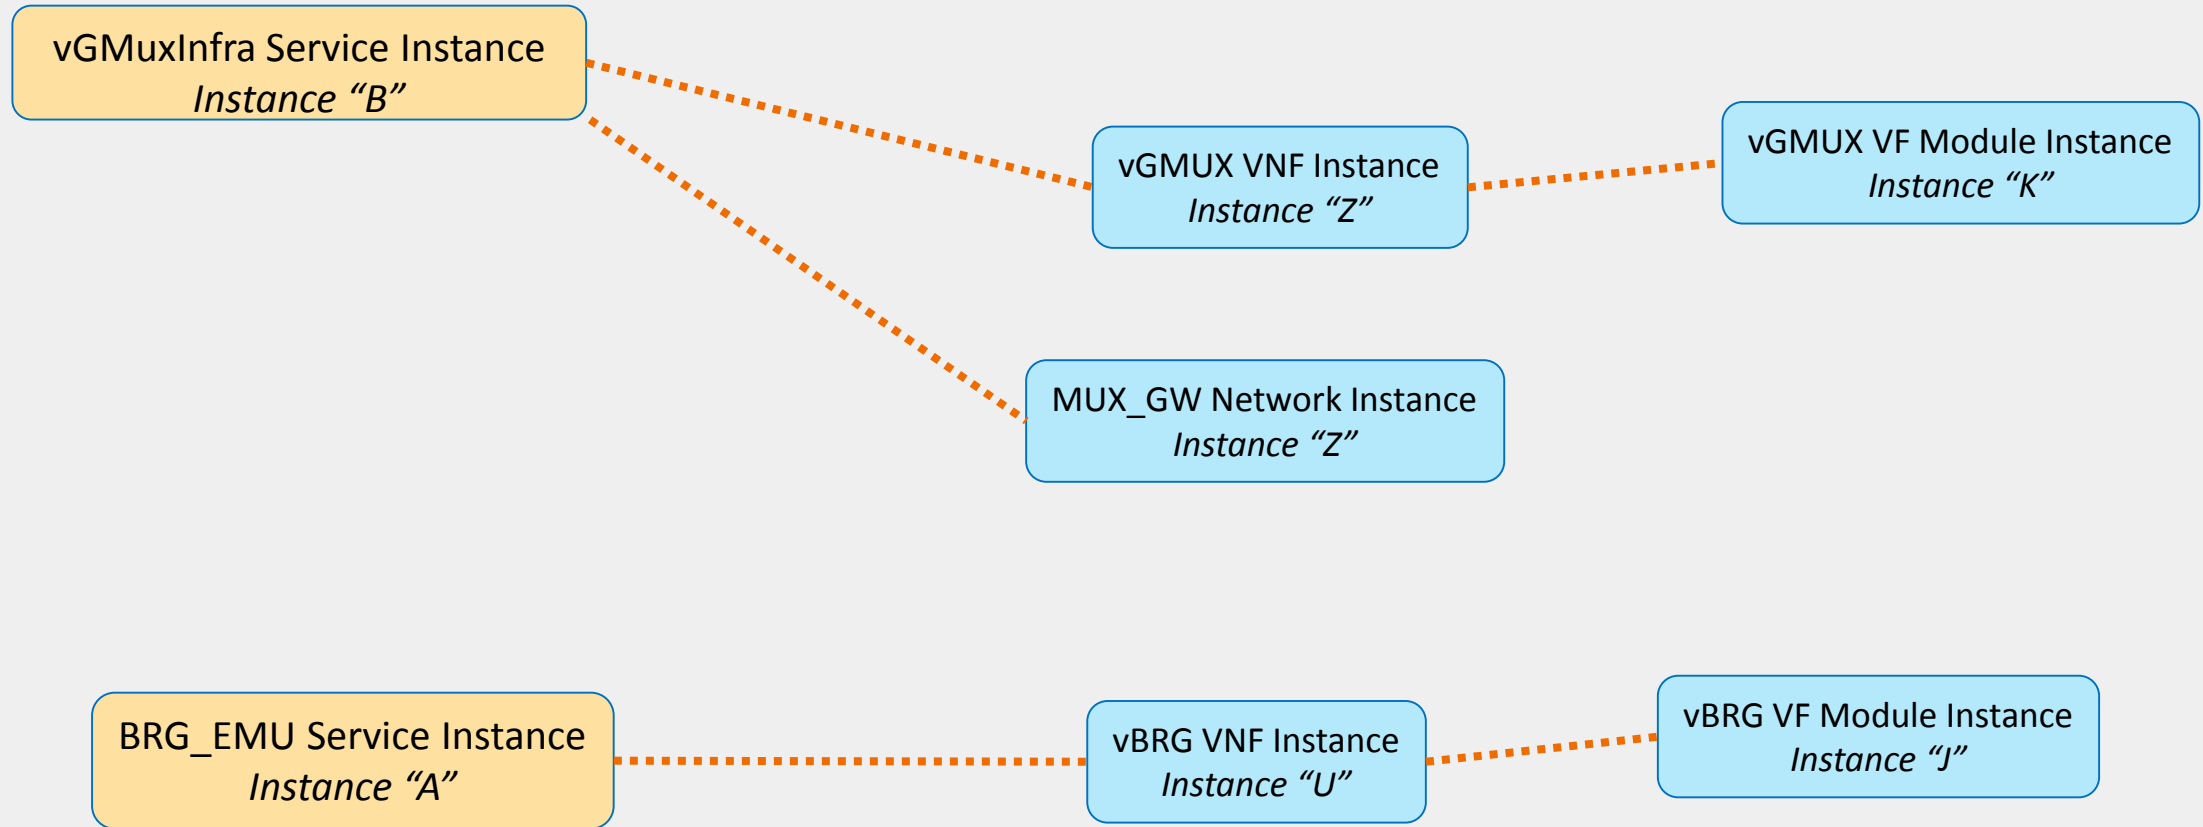 vGMuxInfra Service Instance
Instance “B”
vGMUX VNF Instance
Instance “Z”
vGMUX VF Module Instance
Instance “K”
MUX_GW Network Instance
Instance “Z”
BRG_EMU Service Instance
Instance “A”
vBRG VNF Instance
Instance “U”
vBRG VF Module Instance
Instance “J”